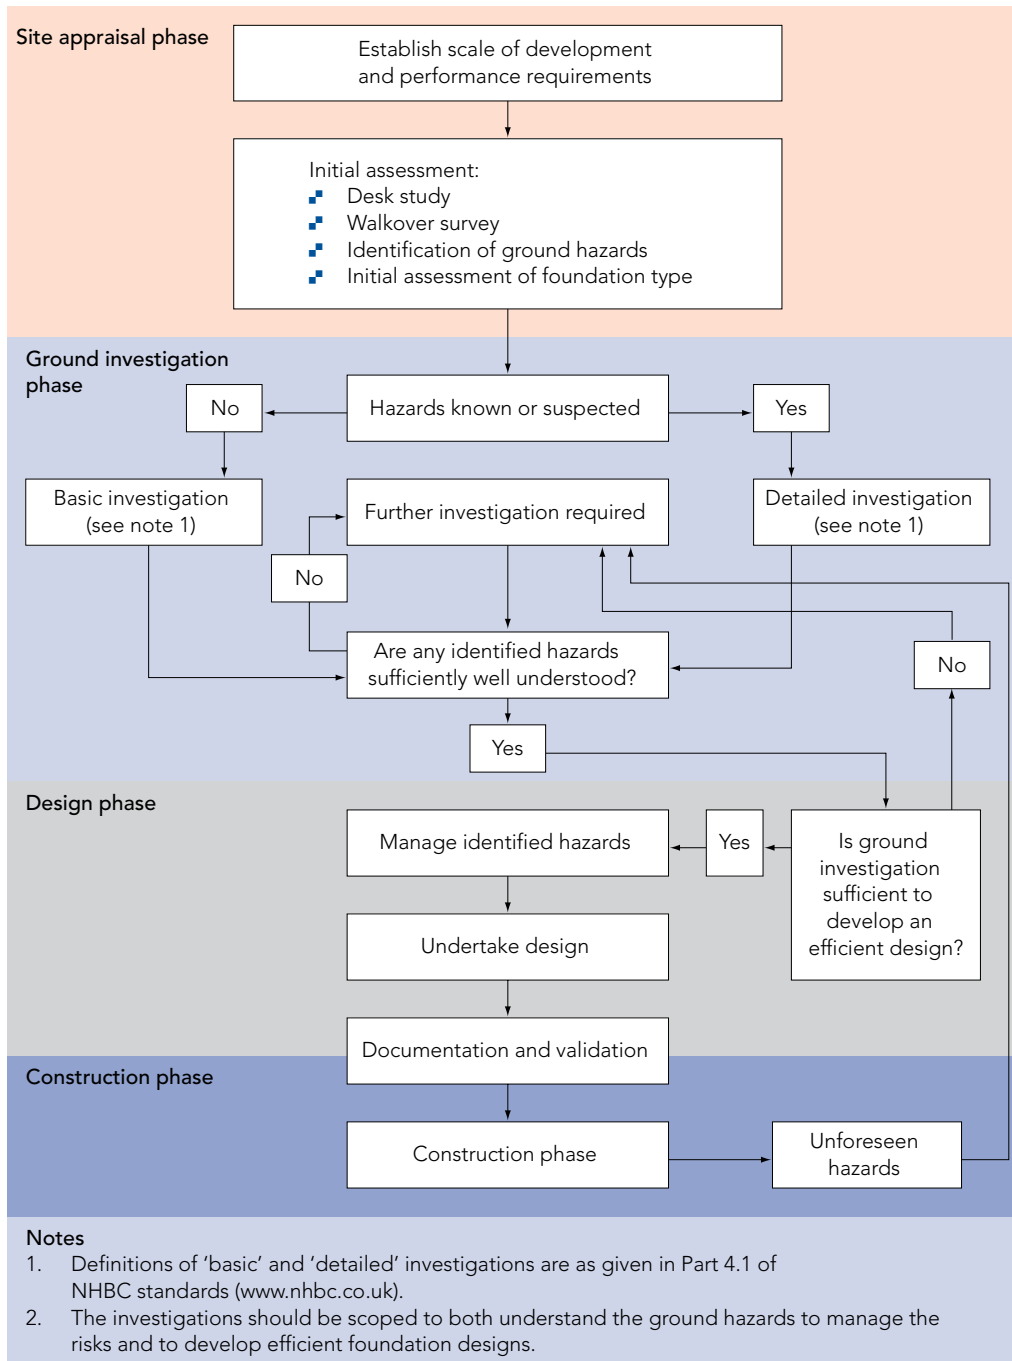 Site appraisal phase
Establish scale of development
and performance requirements
Initial assessment:
Desk study
Walkover survey
Identification of ground hazards
Initial assessment of foundation type
Ground investigation
phase
No
Hazards known or suspected
Yes
Basic investigation
(see note 1)
Further investigation required
Detailed investigation
(see note 1)
No
Are any identified hazards
sufficiently well understood?
No
Yes
Design phase
Manage identified hazards
Yes
Is ground
investigation
sufficient to
develop an
efficient design?
Undertake design
Documentation and validation
Construction phase
Construction phase
Unforeseen
hazards
Notes
1. Definitions of ‘basic’ and ‘detailed’ investigations are as given in Part 4.1 of
NHBC standards (www.nhbc.co.uk).
2. The investigations should be scoped to both understand the ground hazards to manage the
risks and to develop efficient foundation designs.